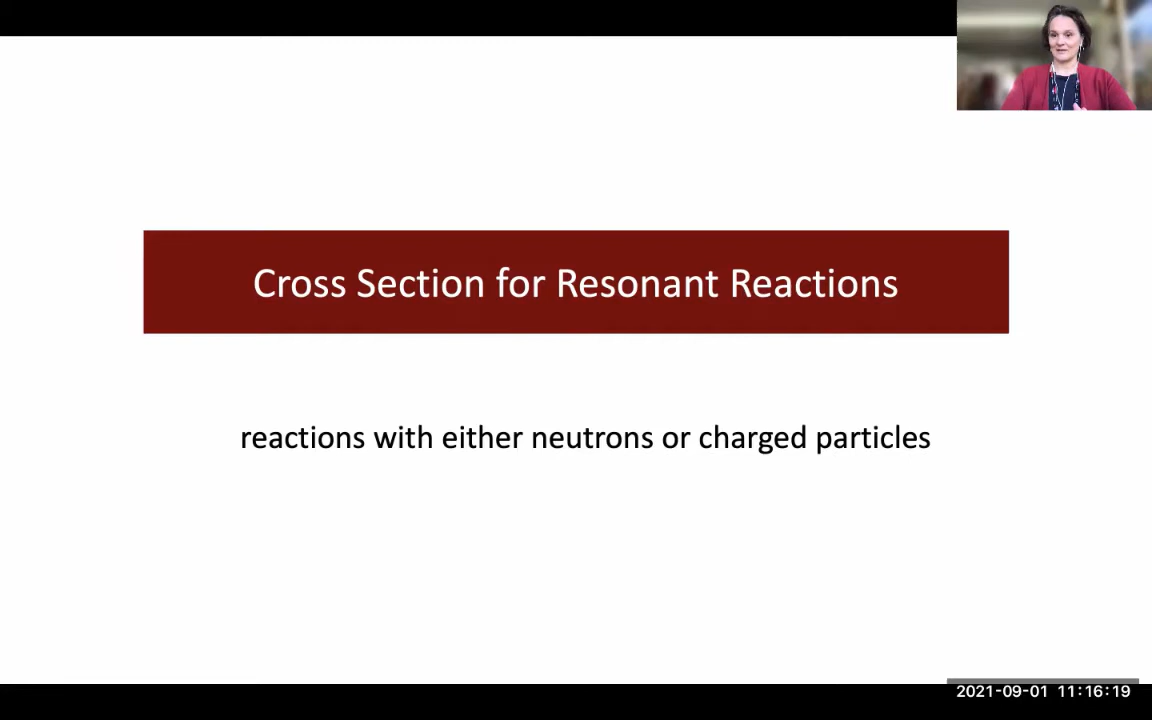 Cross Section for Resonant Reactions
reactions with either neutrons or charged particles
2021-09-01 11:16:19